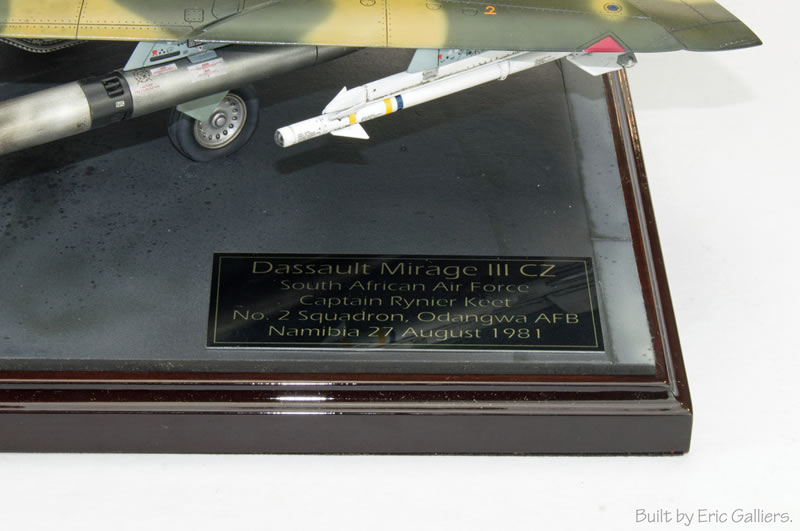 2
Dassault Mirage III CZ
South African Air Force
Captain Rynier Keet
No. 2 Squadron, Odangwa AFB
Namibia 27 August 1981
Built by Eric Galliers.